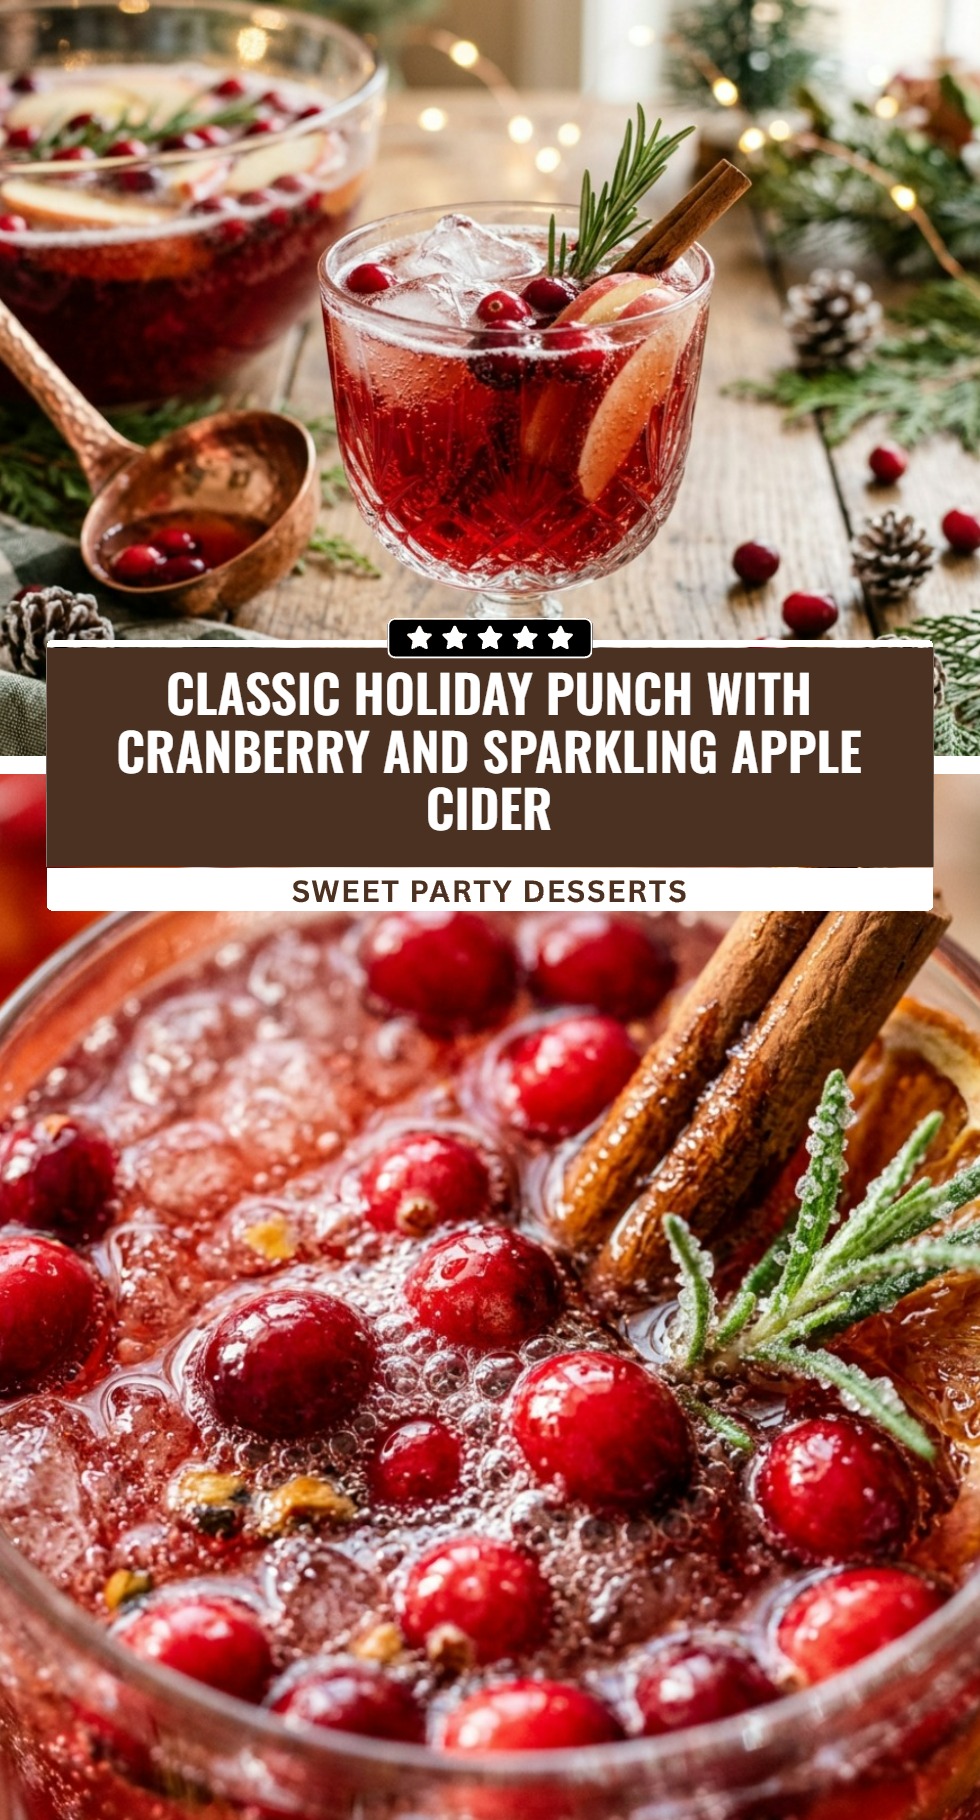 CLASSIC HOLIDAY PUNCH WITH
CRANBERRY AND SPARKLING APPLE
CIDER
SWEET PARTY DESSERTS